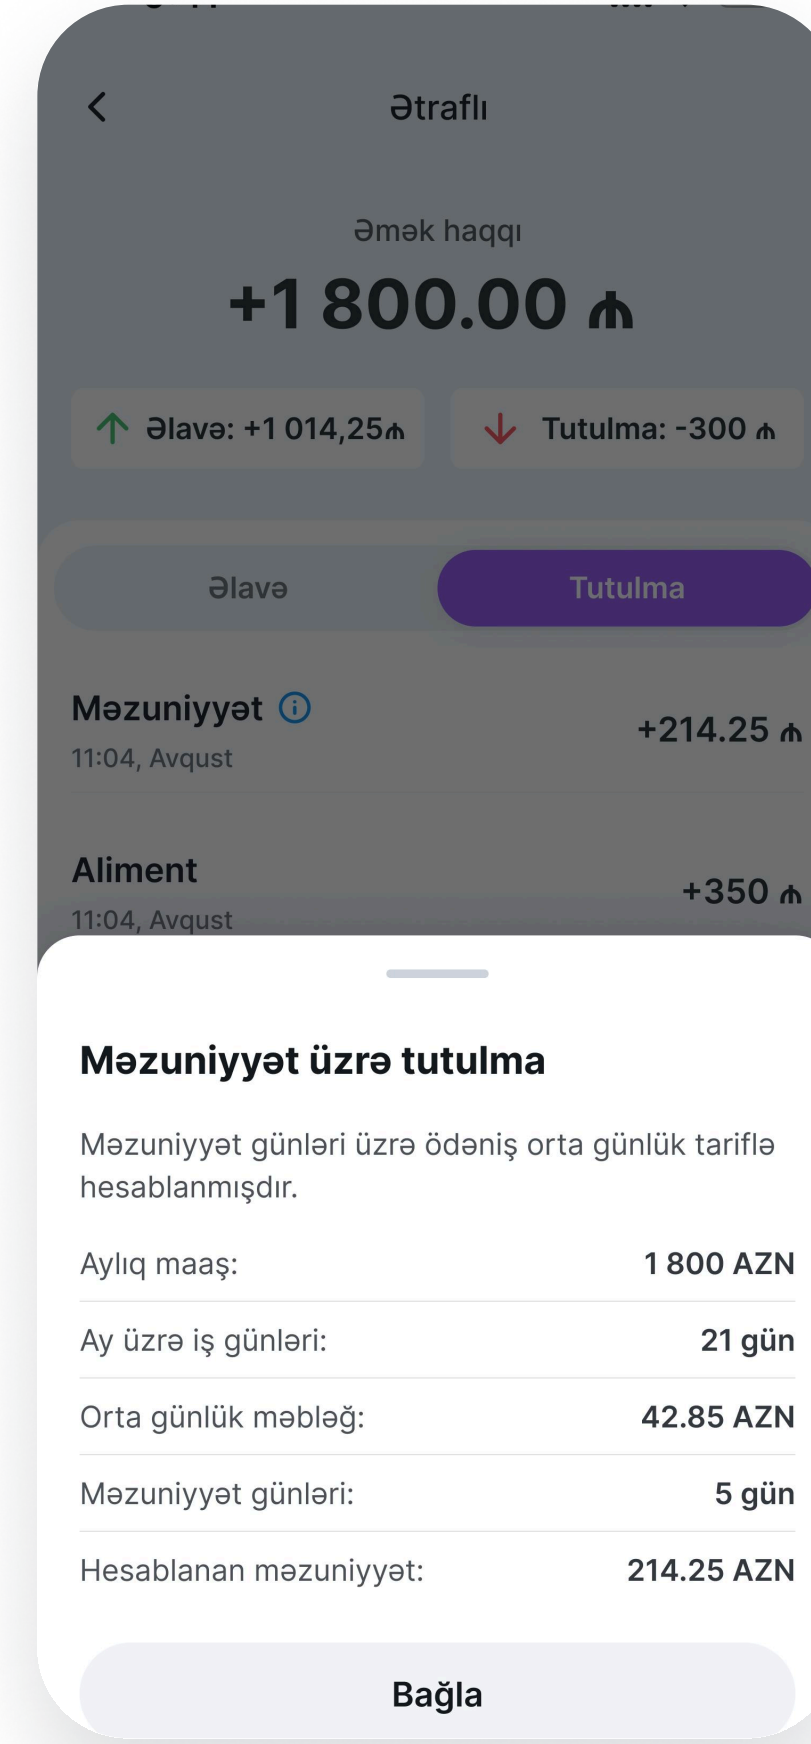 Ətraflı
Əmək haqqı
+1 800.00 ₼
Əlavə: +1 014,25₼
Tutulma: -300 ₼
Əlavə
Tutulma
Məzuniyyət
+214.25 ₼
11:04, Avqust
Aliment
+350 ₼
11:04, Avqust
Məzuniyyət üzrə tutulma
Məzuniyyət günləri üzrə ödəniş orta günlük tariflə
hesablanmışdır.
Aylıq maaş: 1 800 AZN
Ay üzrə iş günləri: 21 gün
Orta günlük məbləğ: 42.85 AZN
Məzuniyyət günləri: 5 gün
Hesablanan məzuniyyət: 214.25 AZN
Bağla